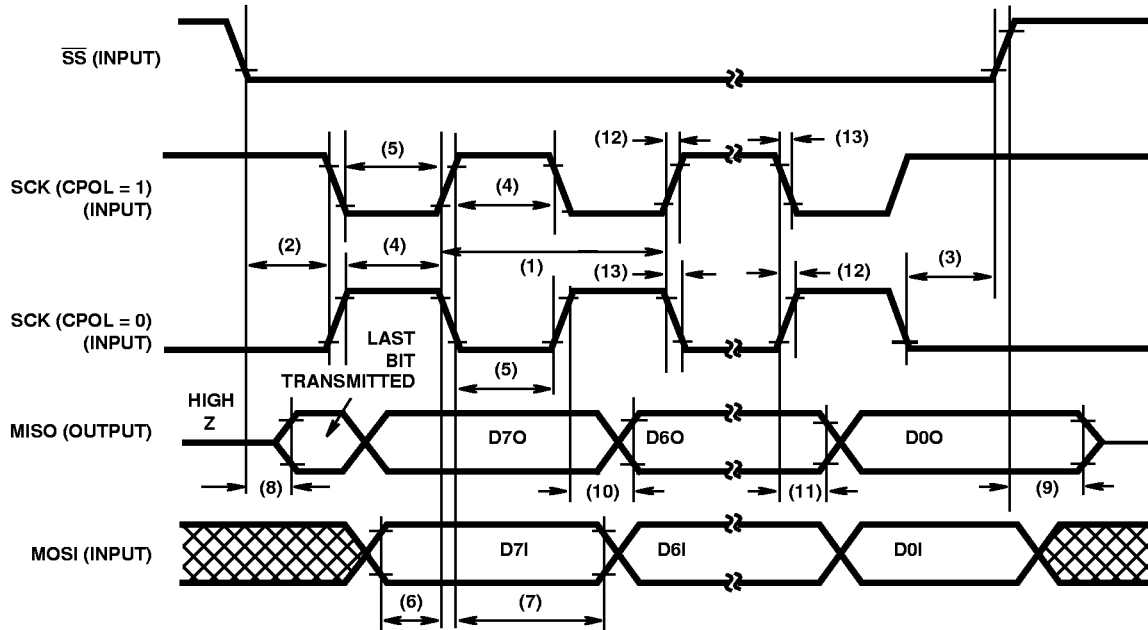 SS (INPUT)
(12)
(13)
(5)
SCK (CPOL = 1)
(INPUT)
(4)
(2)
(4)
(1)
(13)
(12)
(3)
SCK (CPOL = 0)
(INPUT)
LAST
BIT
TRANSMITTED
(5)
HIGH
Z
MISO (OUTPUT)
D7O
D6O
D0O
(8)
(10)
(11)
(9)
MOSI (INPUT)
D7I
D6I
D0I
(6)
(7)